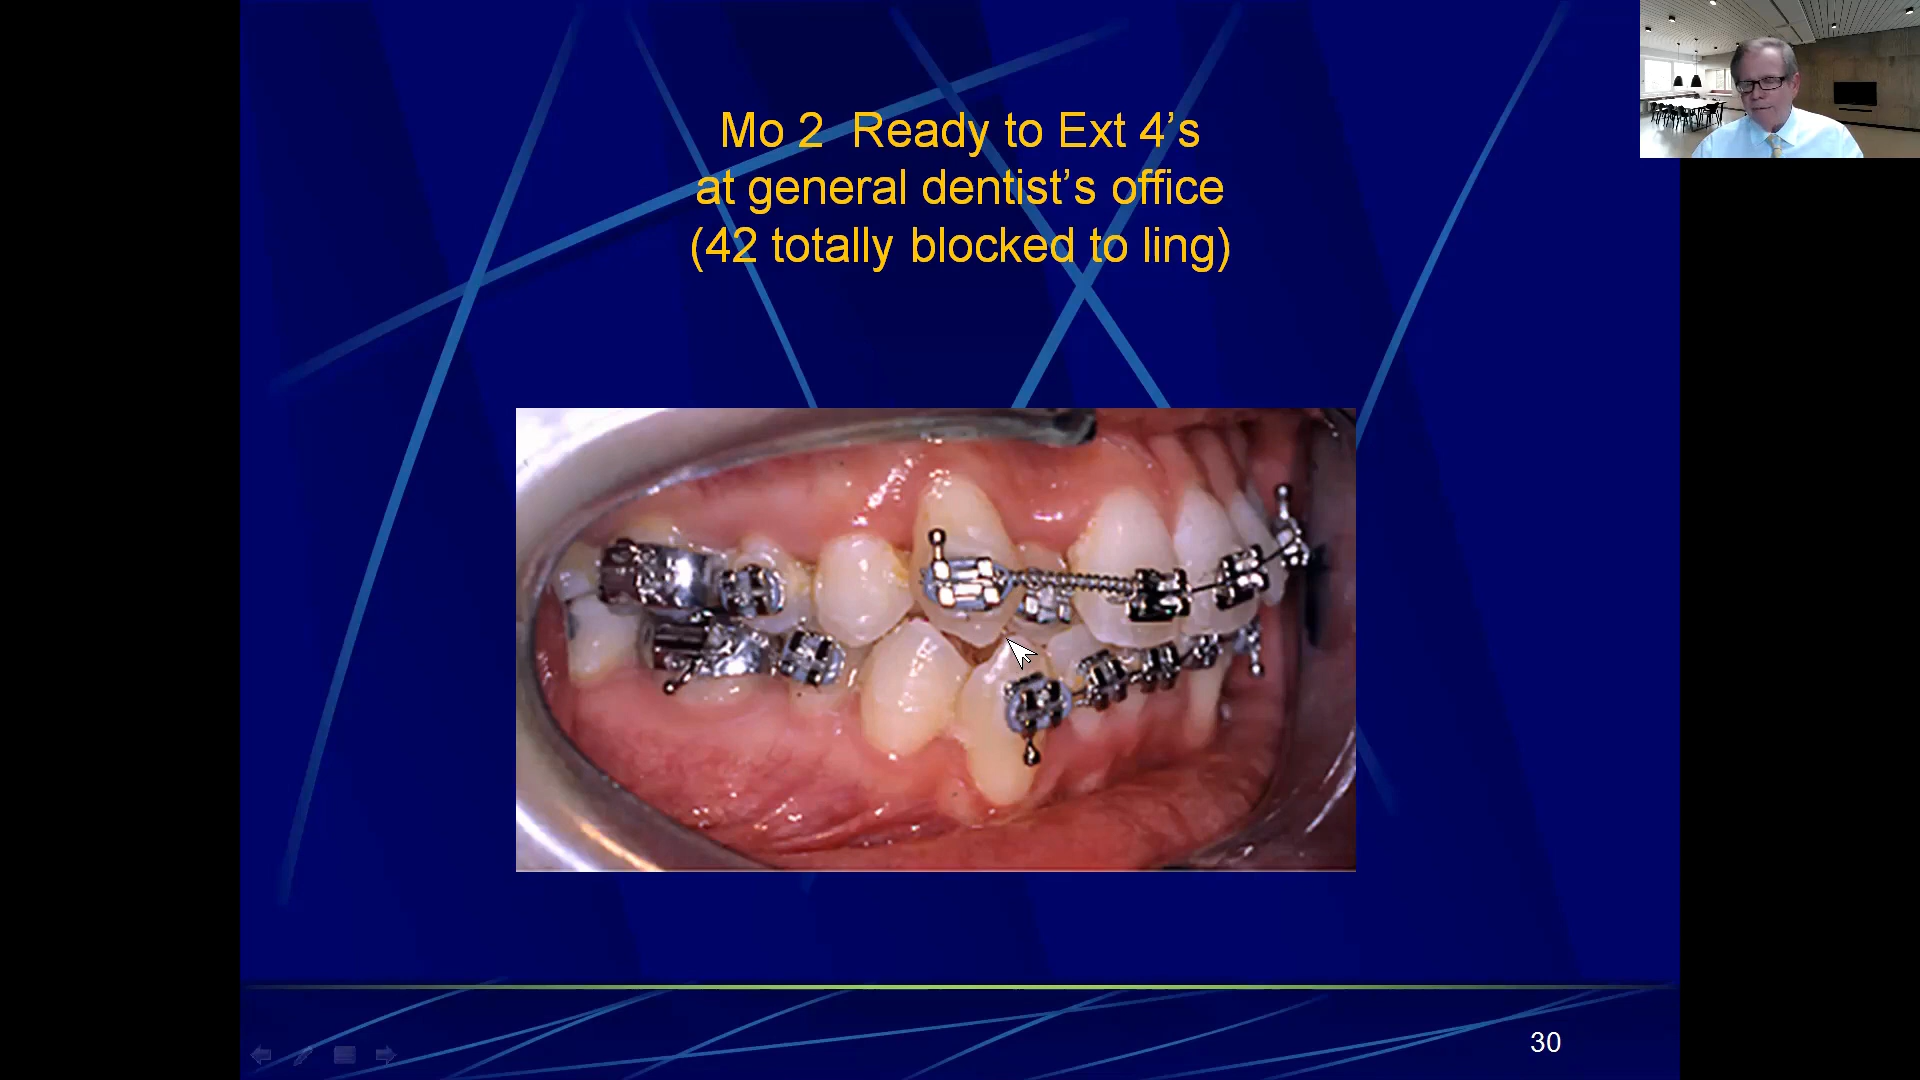 Mo 2  Ready to Ext 4’s
at general dentist’s office
(42 totally blocked to ling)
30